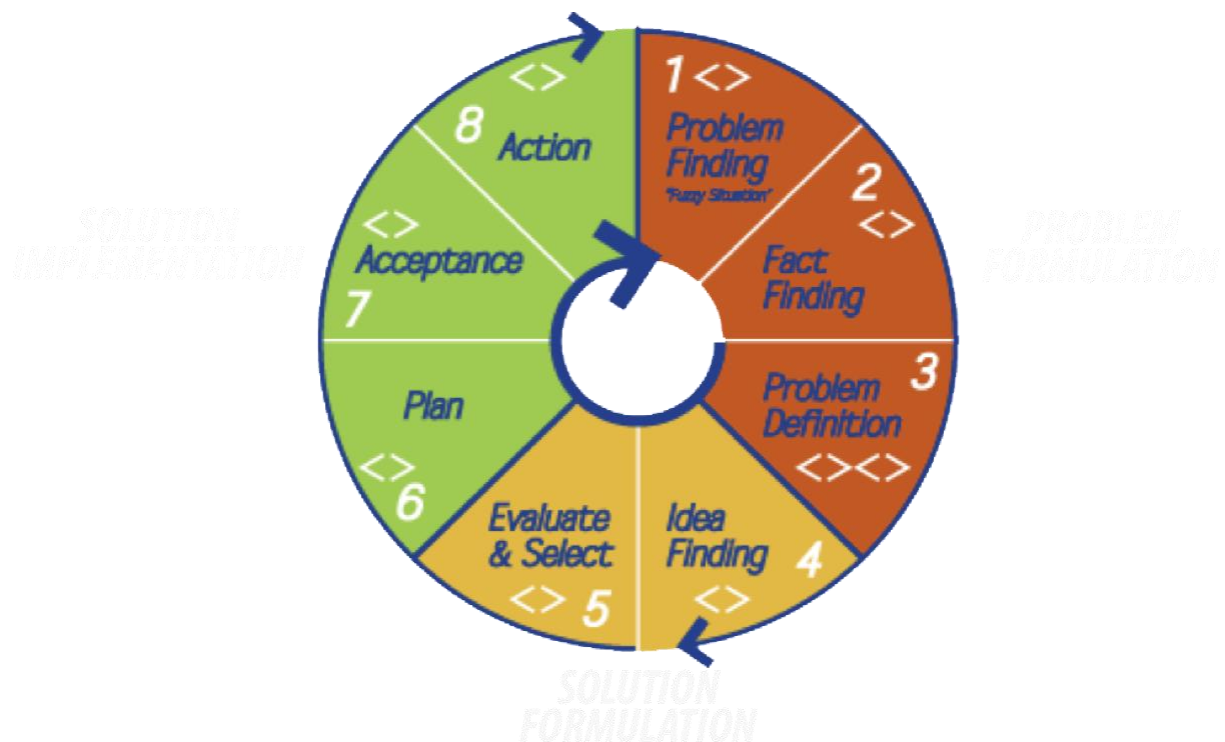 1 <>
Problem
Finding
"Fuzzy Situation"
2
<>
Fact
Finding
3
Problem
Definition
<><>
Idea
Finding
4
<>
Evaluate
& Select
<> 5
Plan
<>
6
<>
Acceptance
7
<>
8
Action
PROBLEM
FORMULATION
SOLUTION
FORMULATION
SOLUTION
IMPLEMENTATION